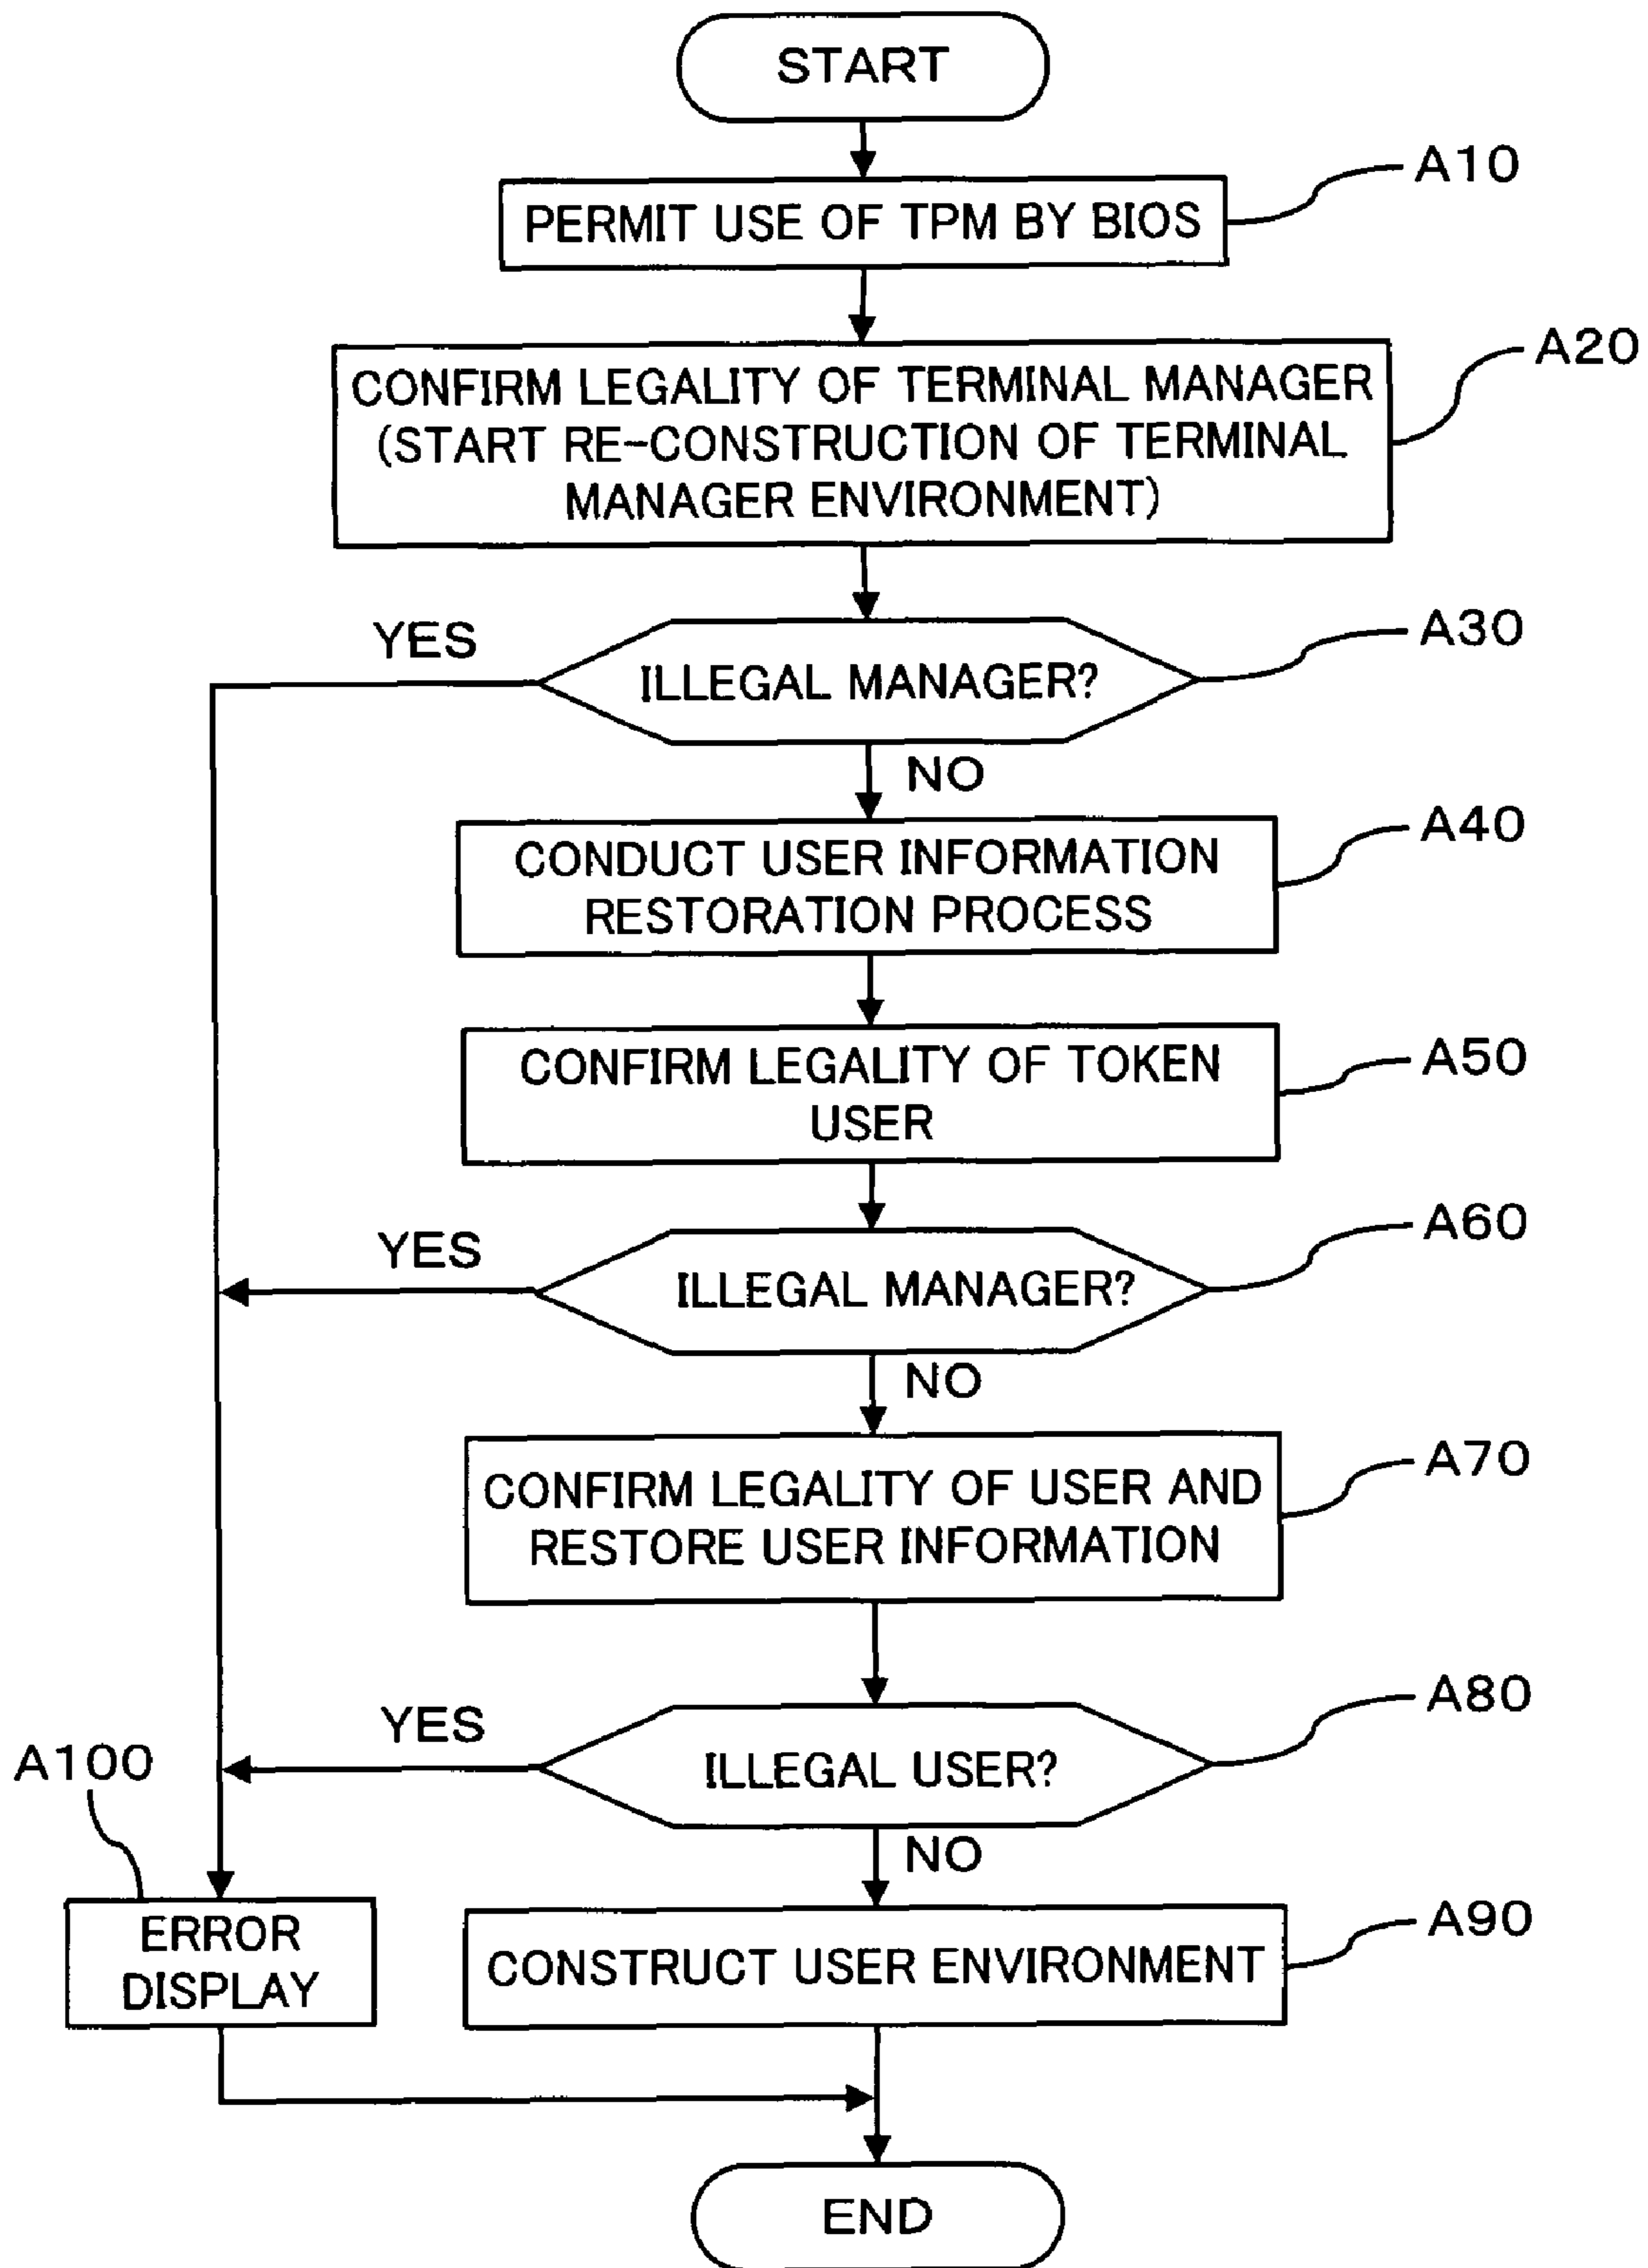 START
A10
PERMIT USE OF TPM BY BIOS
A20
CONFIRM LEGALITY OF TERMINAL MANAGER
(START RE-CONSTRUCTION OF TERMINAL
MANAGER ENVIRONMENT)
A30
YES
ILLEGAL MANAGER?
NO
A40
CONDUCT USER INFORMATION
RESTORATION PROCESS
A50
CONFIRM LEGALITY OF TOKEN
USER
A60
YES
ILLEGAL MANAGER?
NO
A70
CONFIRM LEGALITY OF USER AND
RESTORE USER INFORMATION
A80
YES
ILLEGAL USER?
A100
NO
A90
ERROR
DISPLAY
CONSTRUCT USER ENVIRONMENT
END